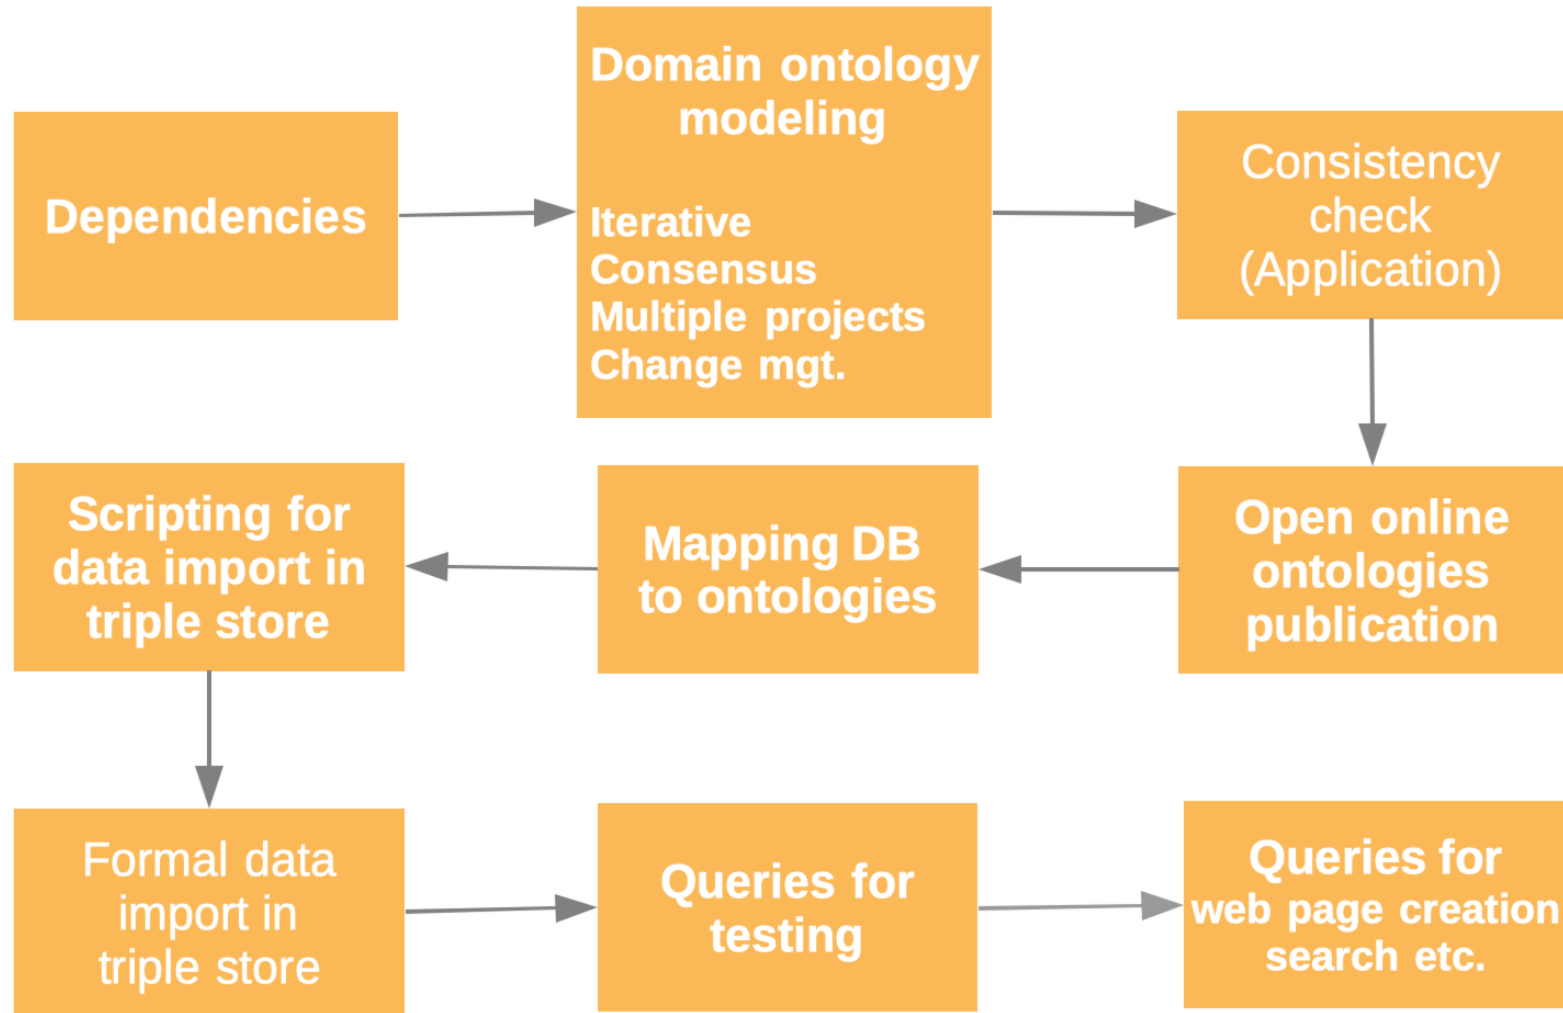 Dependencies
Domain ontology
modeling
Iterative
Consensus
Multiple projects
Change mgt.
Consistency
check
(Application)
Scripting for
data import in
triple store
Mapping DB
to ontologies
Open online
ontologies
publication
Formal data
import in
triple store
Queries for
testing
Queries for
web page creation
search etc.